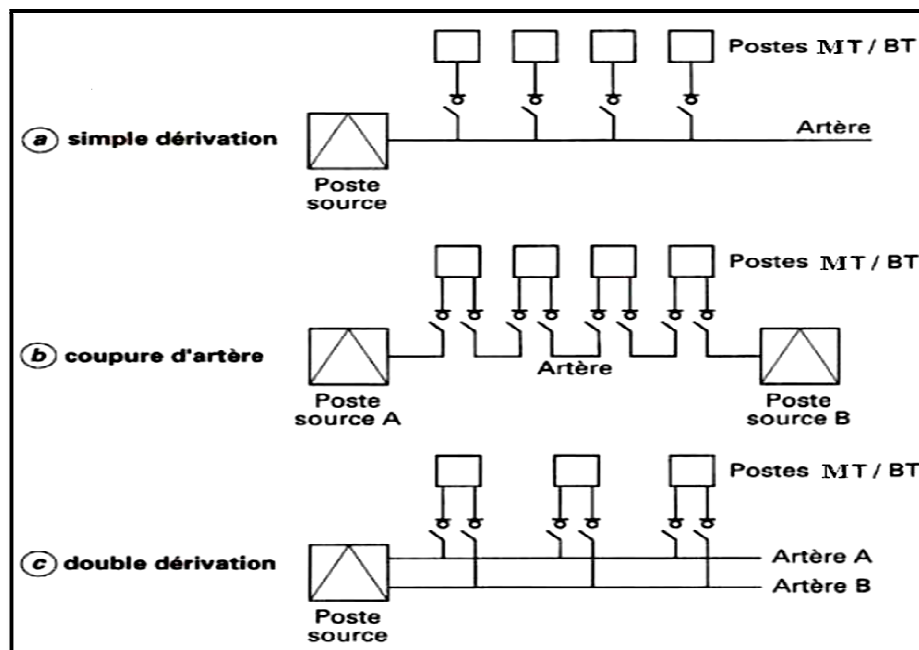 Postes MT / BT
a simple dérivation
Artère
Poste
source
Postes MT / BT
b coupure d'artère
Artère
Poste
source A
Poste
source B
Postes MT / BT
c double dérivation
Artère A
Artère B
Poste
source